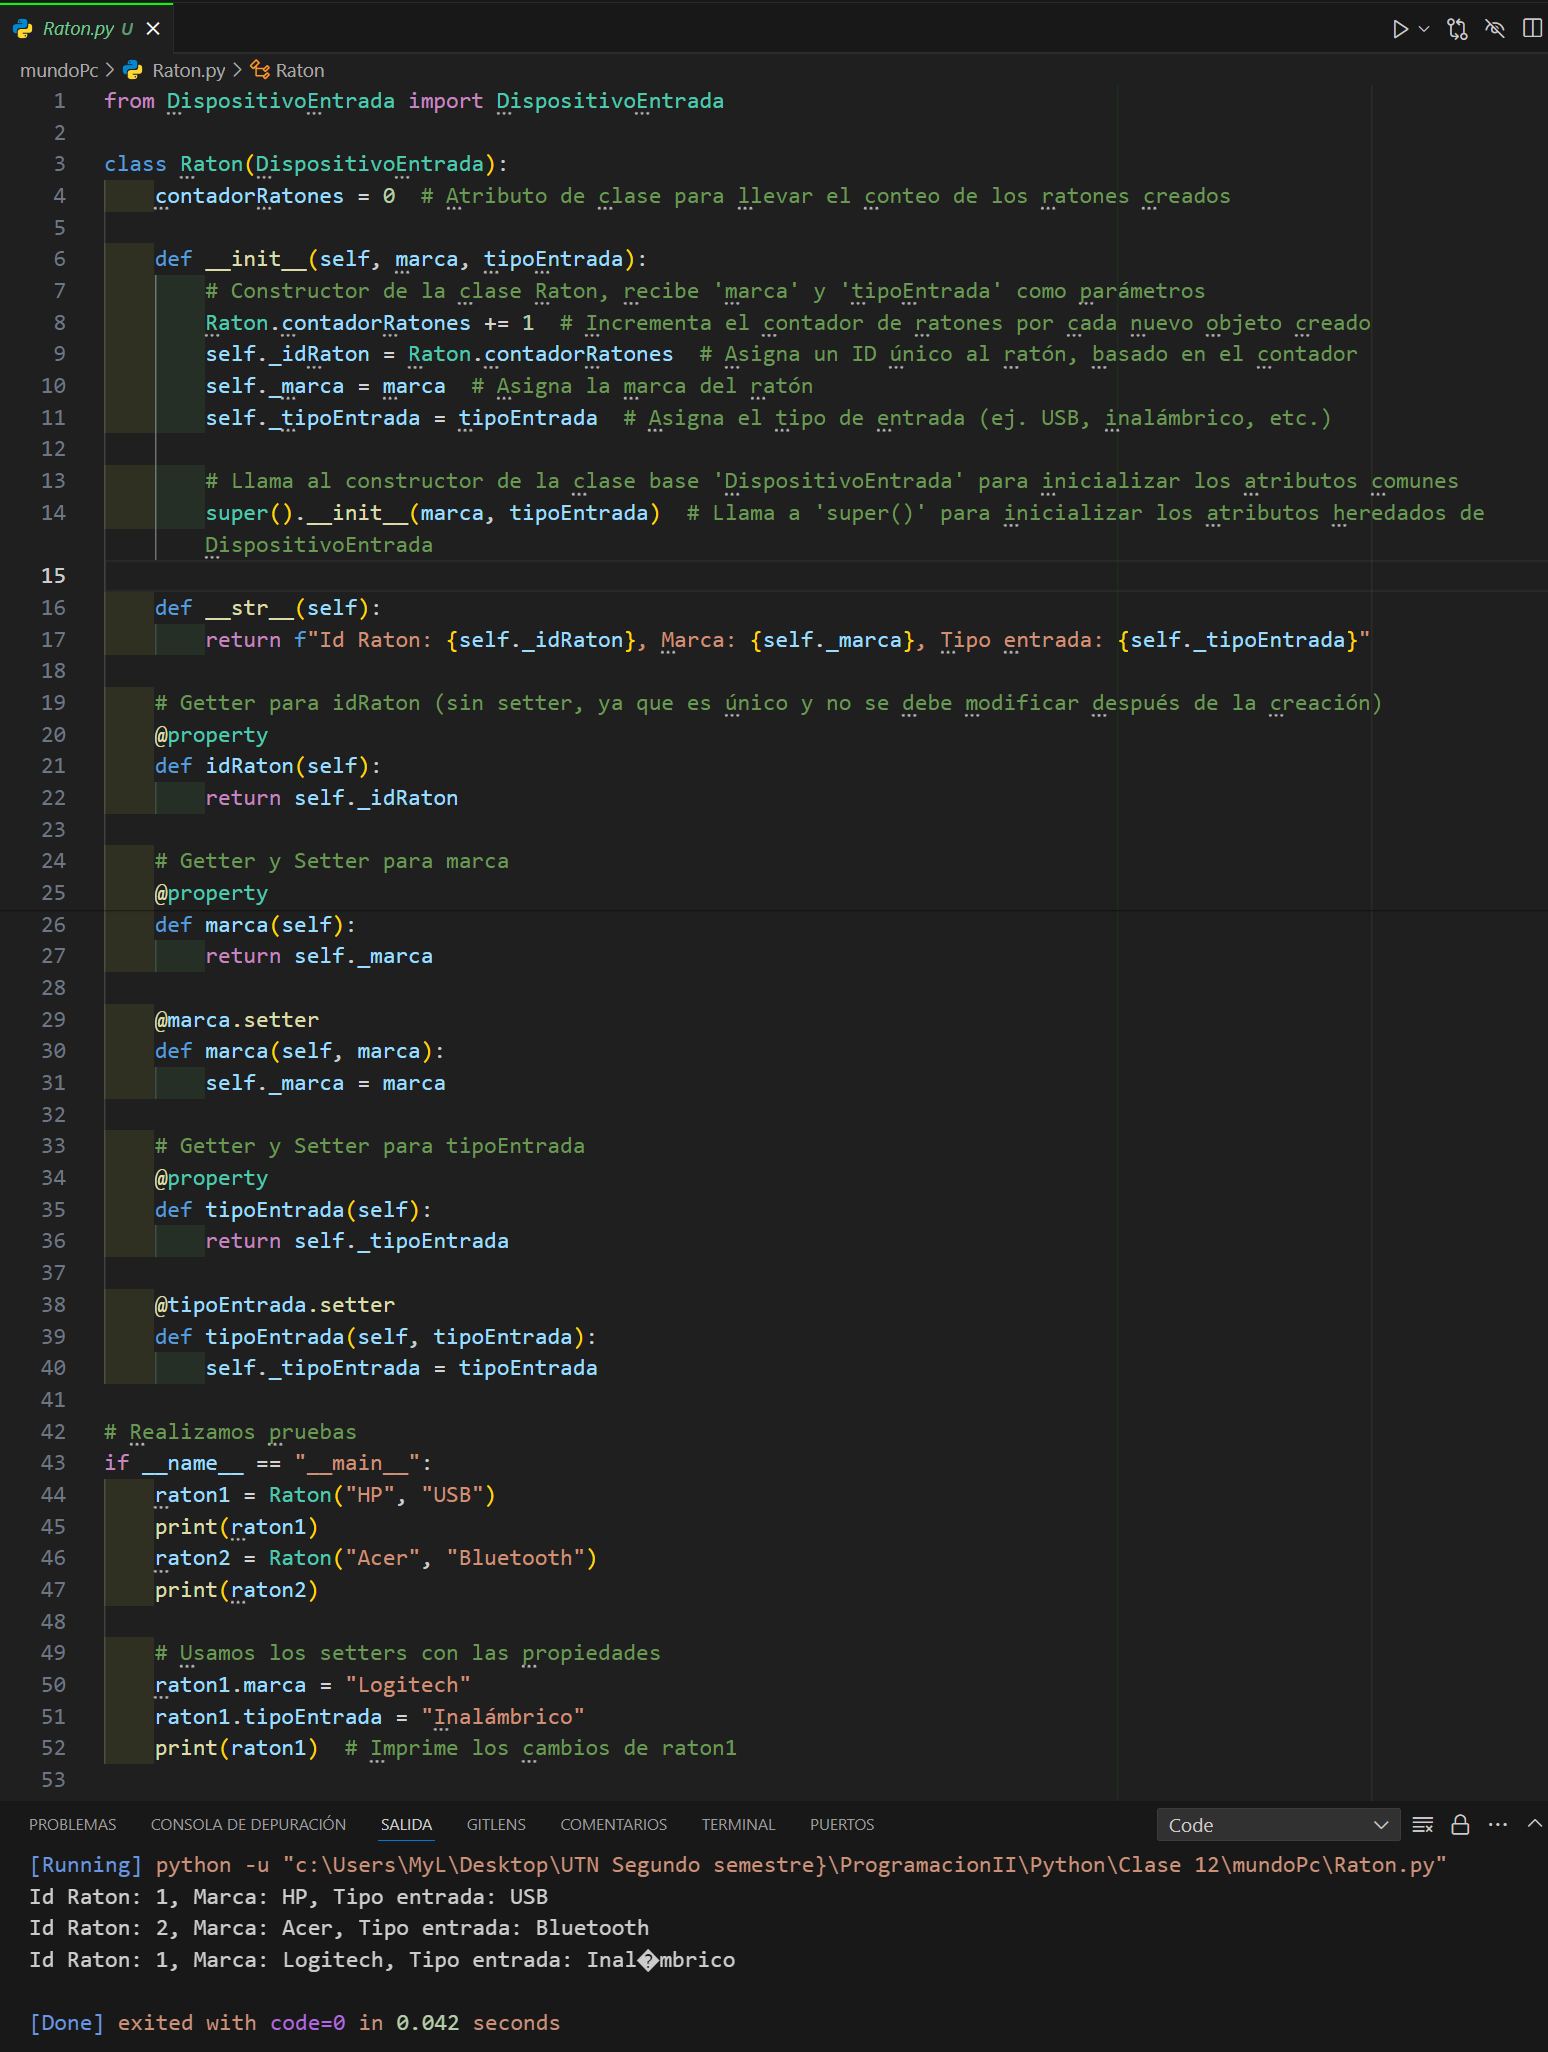 Raton.py U
mundoPc > Raton.py > Raton
1 from DispositivoEntrada import DispositivoEntrada
2
3 class Raton(DispositivoEntrada):
4     contadorRatones = 0  # Atributo de clase para llevar el conteo de los ratones creados
5
6     def __init__(self, marca, tipoEntrada):
7         # Constructor de la clase Raton, recibe 'marca' y 'tipoEntrada' como parámetros
8         Raton.contadorRatones += 1  # Incrementa el contador de ratones por cada nuevo objeto creado
9         self._idRaton = Raton.contadorRatones  # Asigna un ID único al ratón, basado en el contador
10         self._marca = marca  # Asigna la marca del ratón
11         self._tipoEntrada = tipoEntrada  # Asigna el tipo de entrada (ej. USB, inalámbrico, etc.)
12
13         # Llama al constructor de la clase base 'DispositivoEntrada' para inicializar los atributos comunes
14         super().__init__(marca, tipoEntrada)  # Llama a 'super()' para inicializar los atributos heredados de
DispositivoEntrada
15
16     def __str__(self):
17         return f"Id Raton: {self._idRaton}, Marca: {self._marca}, Tipo entrada: {self._tipoEntrada}"
18
19     # Getter para idRaton (sin setter, ya que es único y no se debe modificar después de la creación)
20     @property
21     def idRaton(self):
22         return self._idRaton
23
24     # Getter y Setter para marca
25     @property
26     def marca(self):
27         return self._marca
28
29     @marca.setter
30     def marca(self, marca):
31         self._marca = marca
32
33     # Getter y Setter para tipoEntrada
34     @property
35     def tipoEntrada(self):
36         return self._tipoEntrada
37
38     @tipoEntrada.setter
39     def tipoEntrada(self, tipoEntrada):
40         self._tipoEntrada = tipoEntrada
41
42 # Realizamos pruebas
43 if __name__ == "__main__":
44     raton1 = Raton("HP", "USB")
45     print(raton1)
46     raton2 = Raton("Acer", "Bluetooth")
47     print(raton2)
48
49     # Usamos los setters con las propiedades
50     raton1.marca = "Logitech"
51     raton1.tipoEntrada = "Inalámbrico"
52     print(raton1)  # Imprime los cambios de raton1
53
PROBLEMAS CONSOLA DE DEPURACIÓN SALIDA GITLENS COMENTARIOS TERMINAL PUERTOS Code
[Running] python -u "c:\Users\MyL\Desktop\UTN Segundo semestre}\ProgramacionII\Python\Clase 12\mundoPc\Raton.py"
Id Raton: 1, Marca: HP, Tipo entrada: USB
Id Raton: 2, Marca: Acer, Tipo entrada: Bluetooth
Id Raton: 1, Marca: Logitech, Tipo entrada: Inal�mbrico
[Done] exited with code=0 in 0.042 seconds